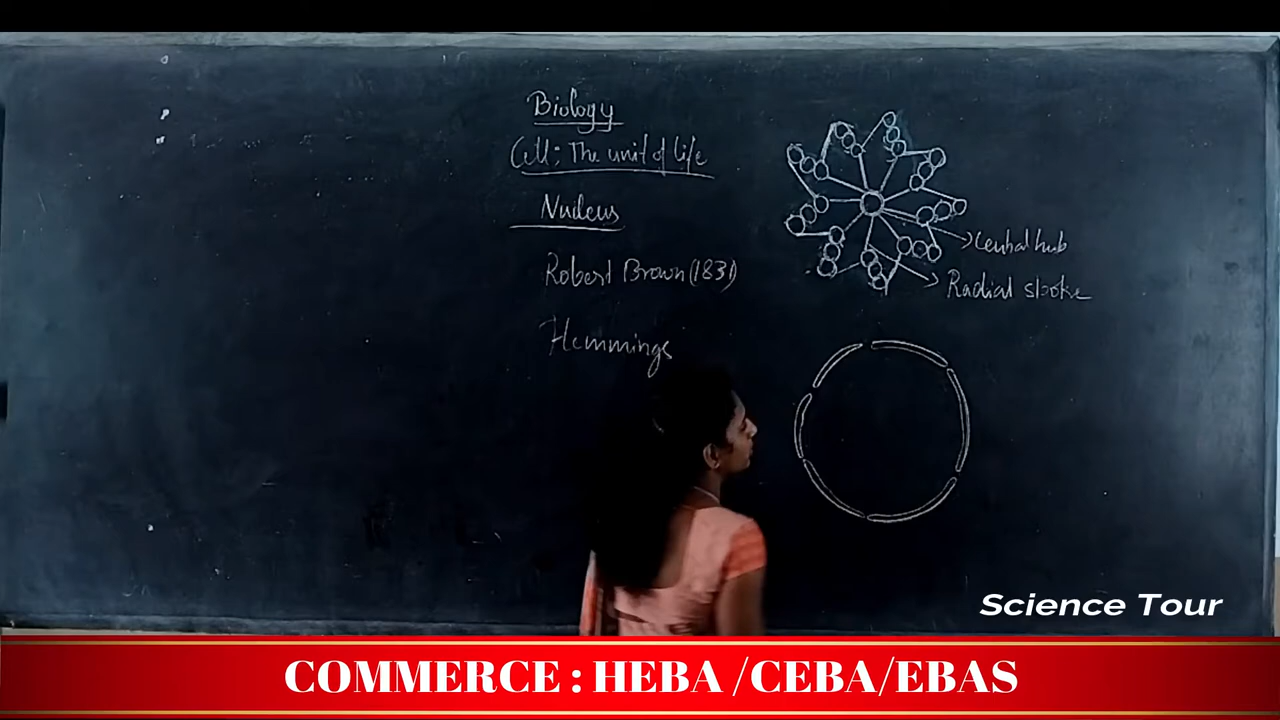 Biology
Cell: The unit of life
Nucleus
Robert Brown (1831)
Flemmings
Central hub
Radial spoke
Science Tour
COMMERCE : HEBA /CEBA/EBAS